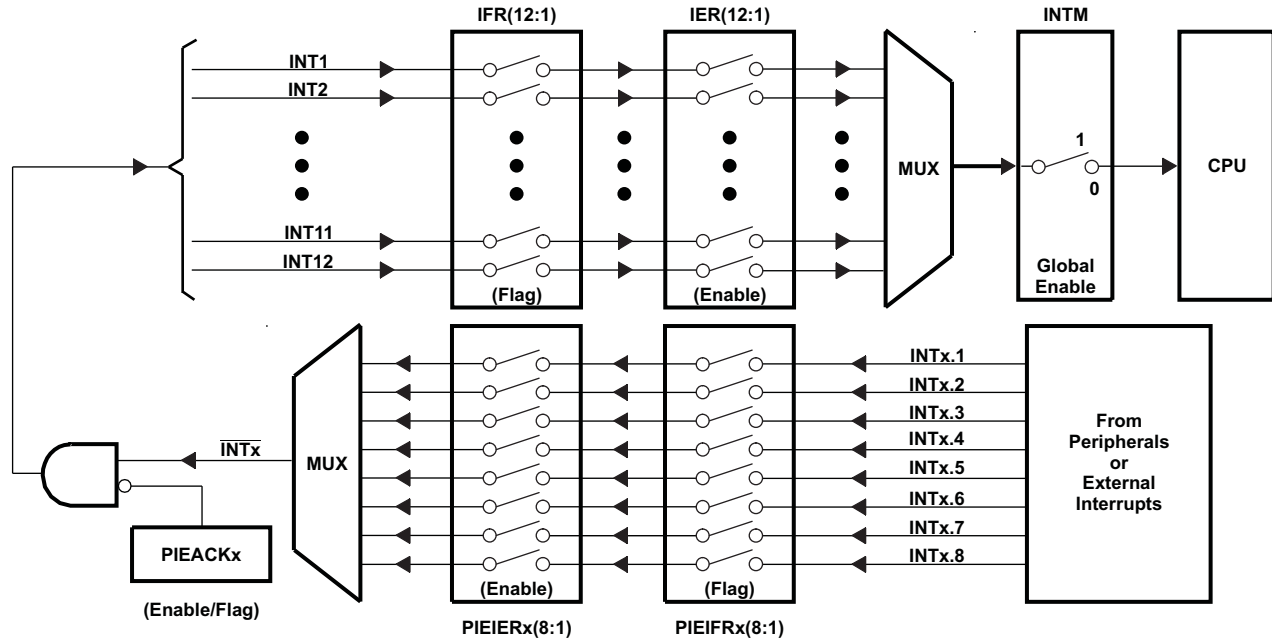 IFR(12:1)
IER(12:1)
INTM
INT1
INT2
1
MUX
CPU
0
INT11
INT12
(Flag)
(Enable)
Global
Enable
INTx.1
INTx.2
INTx.3
INTx.4
INTx.5
INTx.6
INTx.7
INTx.8
From
Peripherals
or
External
Interrupts
INTx
MUX
PIEACKx
(Enable/Flag)
(Enable)
(Flag)
PIEIERx(8:1)
PIEIFRx(8:1)